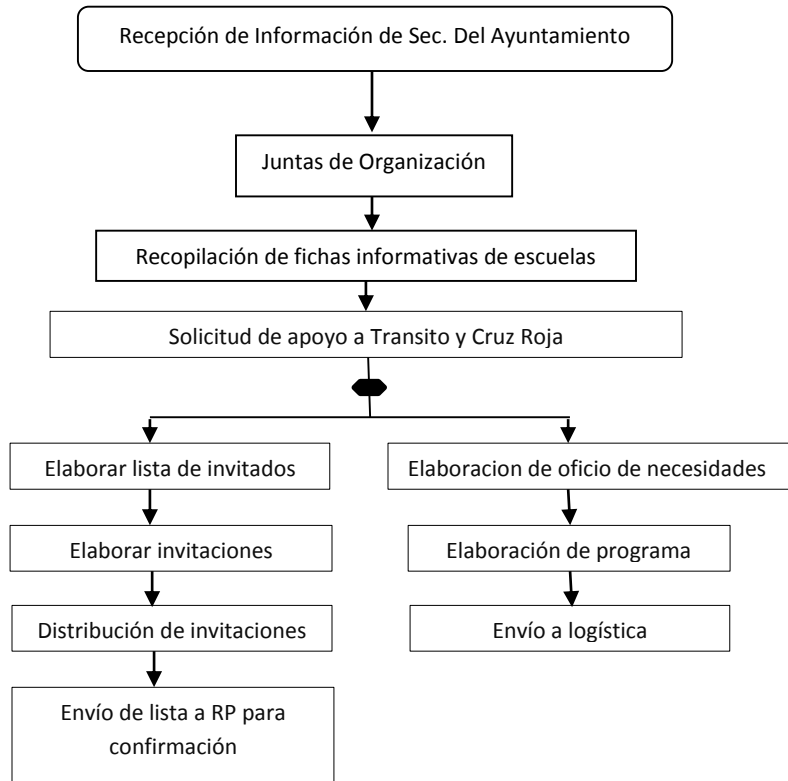 Recepción de Información de Sec. Del Ayuntamiento
Juntas de Organización
Recopilación de fichas informativas de escuelas
Solicitud de apoyo a Transito y Cruz Roja
Elaborar lista de invitados
Elaboracion de oficio de necesidades
Elaborar invitaciones
Elaboración de programa
Distribución de invitaciones
Envío a logística
Envío de lista a RP para
confirmación